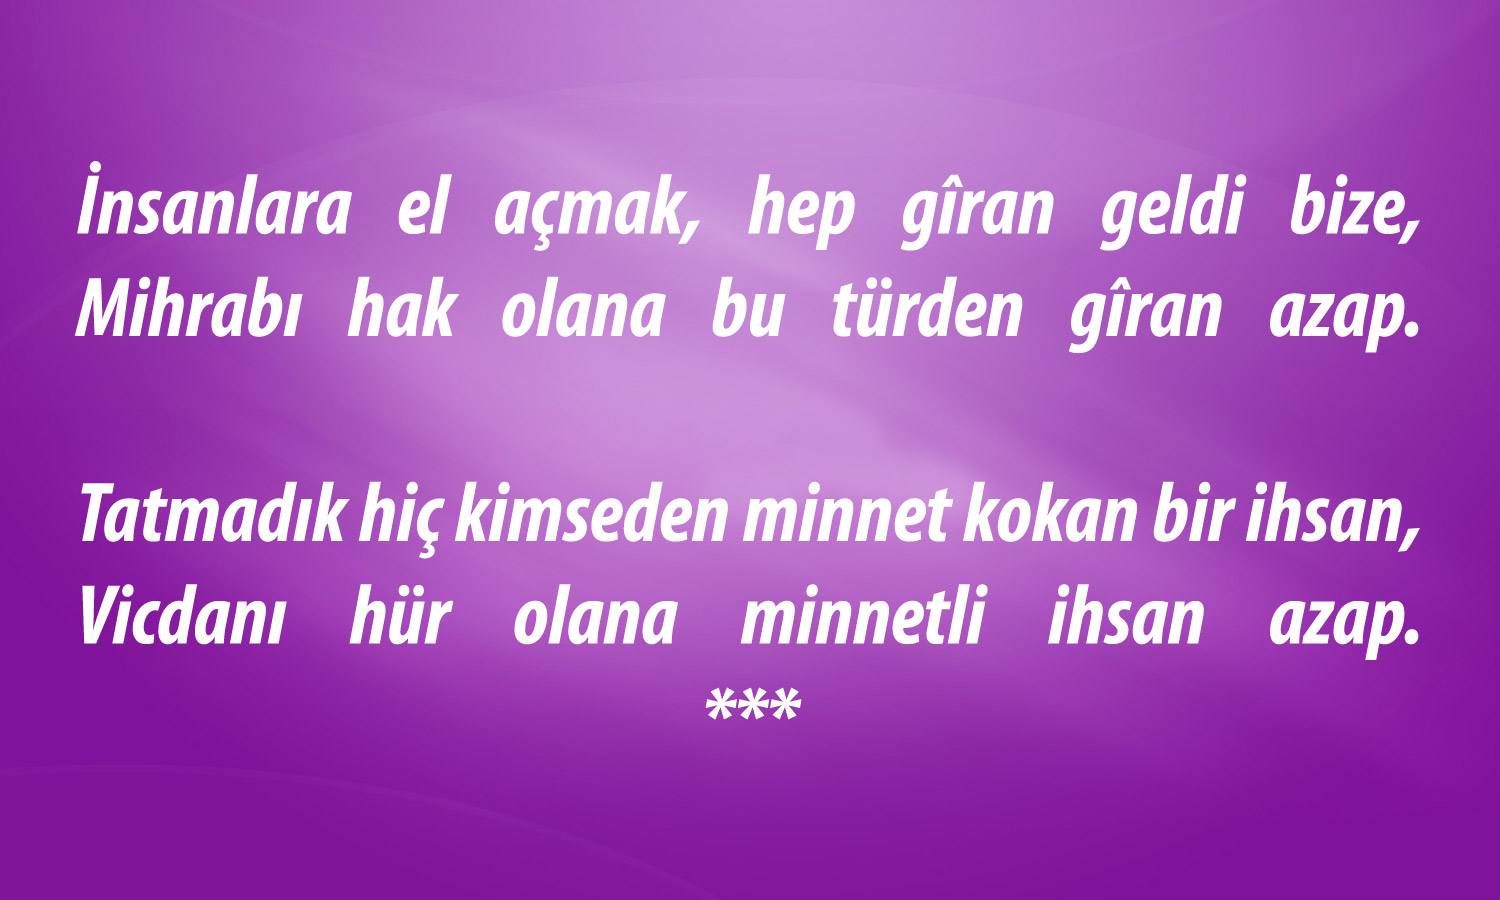 İnsanlara el açmak, hep gîran geldi bize,
Mihrabı hak olana bu türden gîran azap.
Tatmadık hiç kimseden minnet kokan bir ihsan,
Vicdanı hür olana minnetli ihsan azap.
***